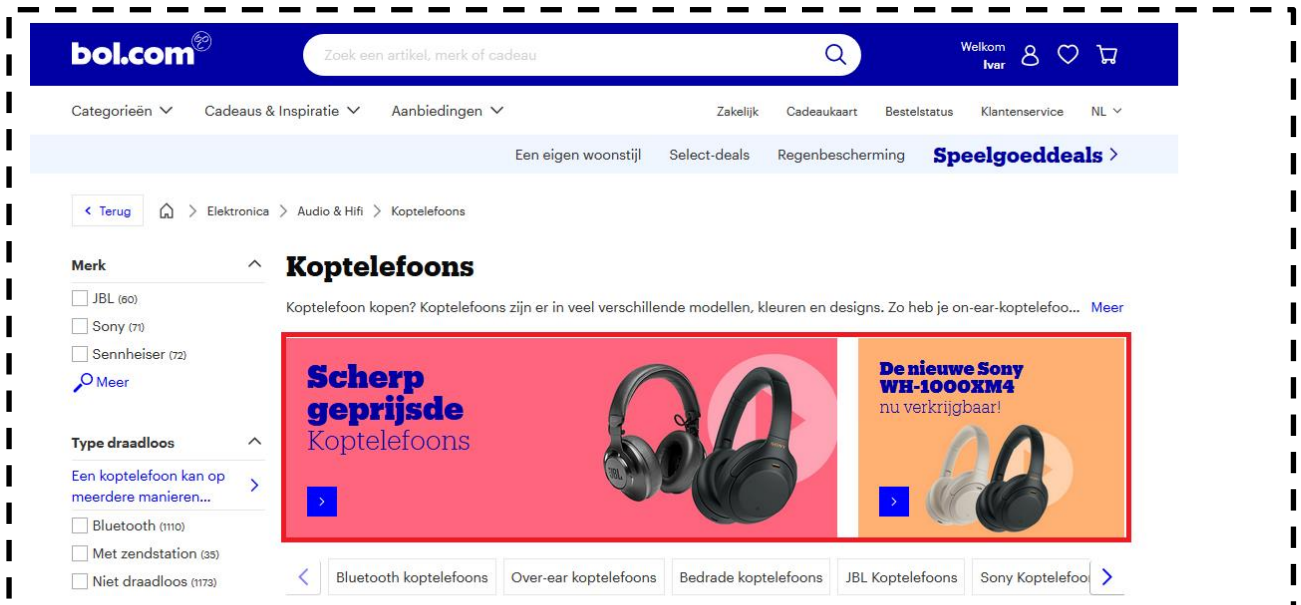 bol.com
Zoek een artikel, merk of cadeau
Welkom
Ivar
Categorieën
Cadeaus & Inspiratie
Aanbiedingen
Zakelijk
Cadeaukaart
Bestelstatus
Klantenservice
NL
Een eigen woonstijl
Select-deals
Regenbescherming
Speelgoeddeals
Terug
Elektronica
Audio & Hifi
Koptelefoons
Merk
JBL (60)
Sony (71)
Sennheiser (72)
Meer
Type draadloos
Een koptelefoon kan op
meerdere manieren...
Bluetooth (1110)
Met zendstation (35)
Niet draadloos (1173)
Koptelefoons
Koptelefoon kopen? Koptelefoons zijn er in veel verschillende modellen, kleuren en designs. Zo heb je on-ear-koptelefoo... Meer
Scherp
geprijsde
Koptelefoons
JBL
De nieuwe Sony
WH-1000XM4
nu verkrijgbaar!
Bluetooth koptelefoons
Over-ear koptelefoons
Bedrade koptelefoons
JBL Koptelefoons
Sony Koptelefoo